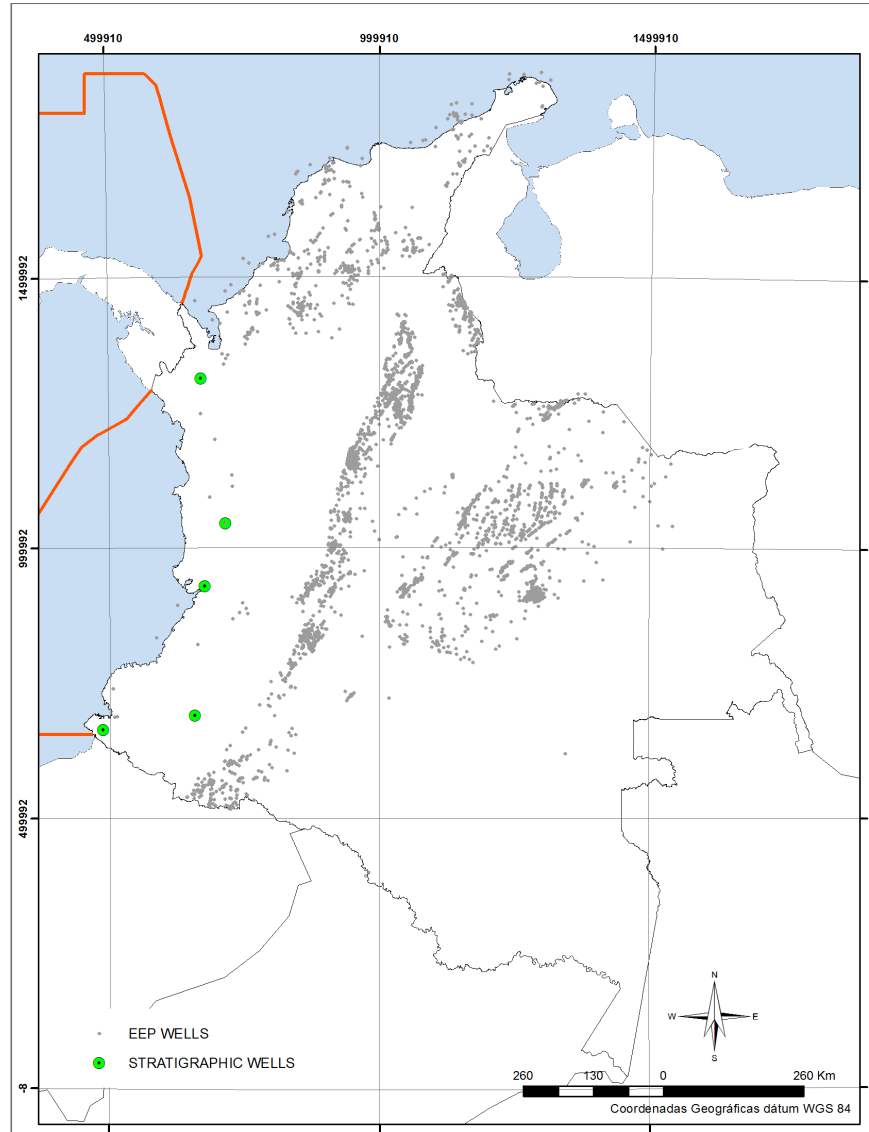 499910 999910 1499910
1499992
999992
499992
-8
N
W E
S
EEP WELLS
STRATIGRAPHIC WELLS
260 130 0 260 Km
Coordenadas Geográficas dátum WGS 84